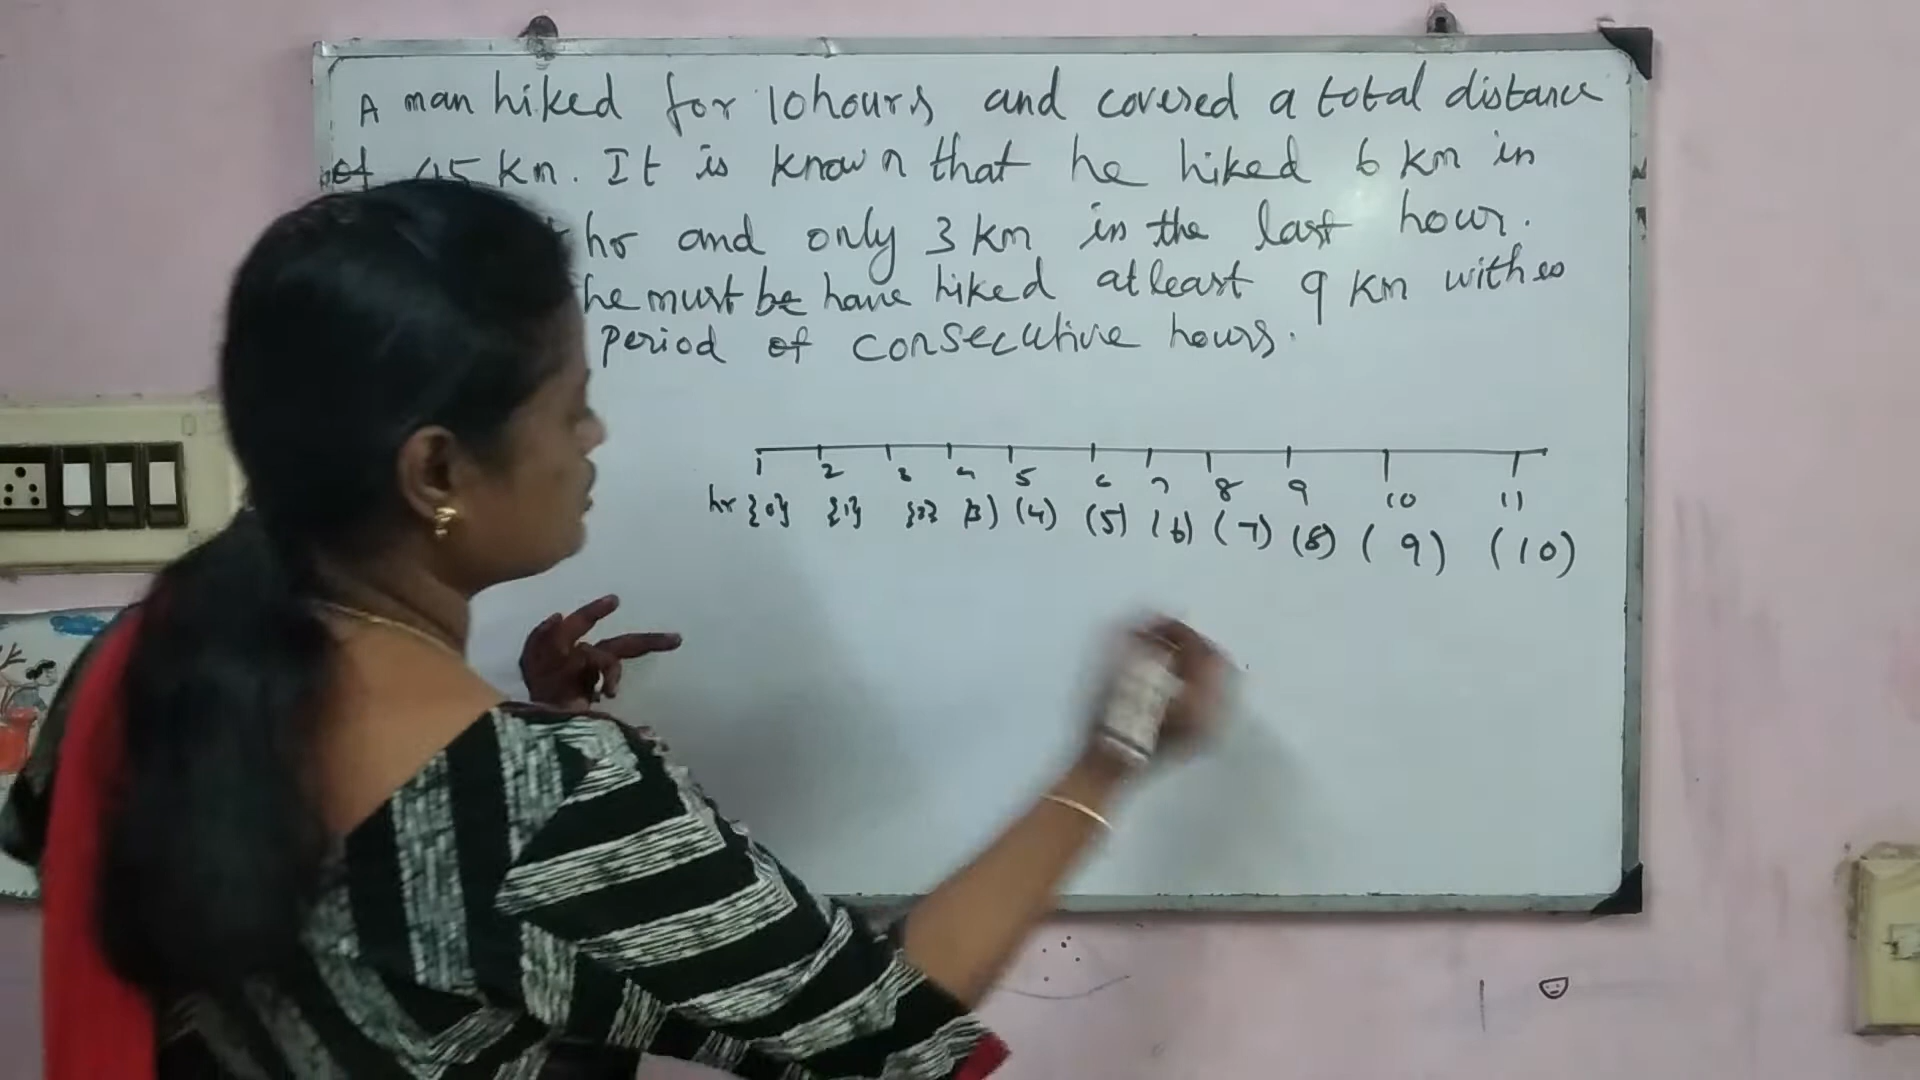 A man hiked for 10 hours and covered a total distance
of 45 km. It is known that he hiked 6 km in
hr and only 3 km in the last hour.
he must be have hiked atleast 9 km with
period of consecutive hours.
1 2 3 4 5 6 7 8 9 10 11
hr {0} {1} {2} {3) (4) (5) (6) (7) (8) (9) (10)